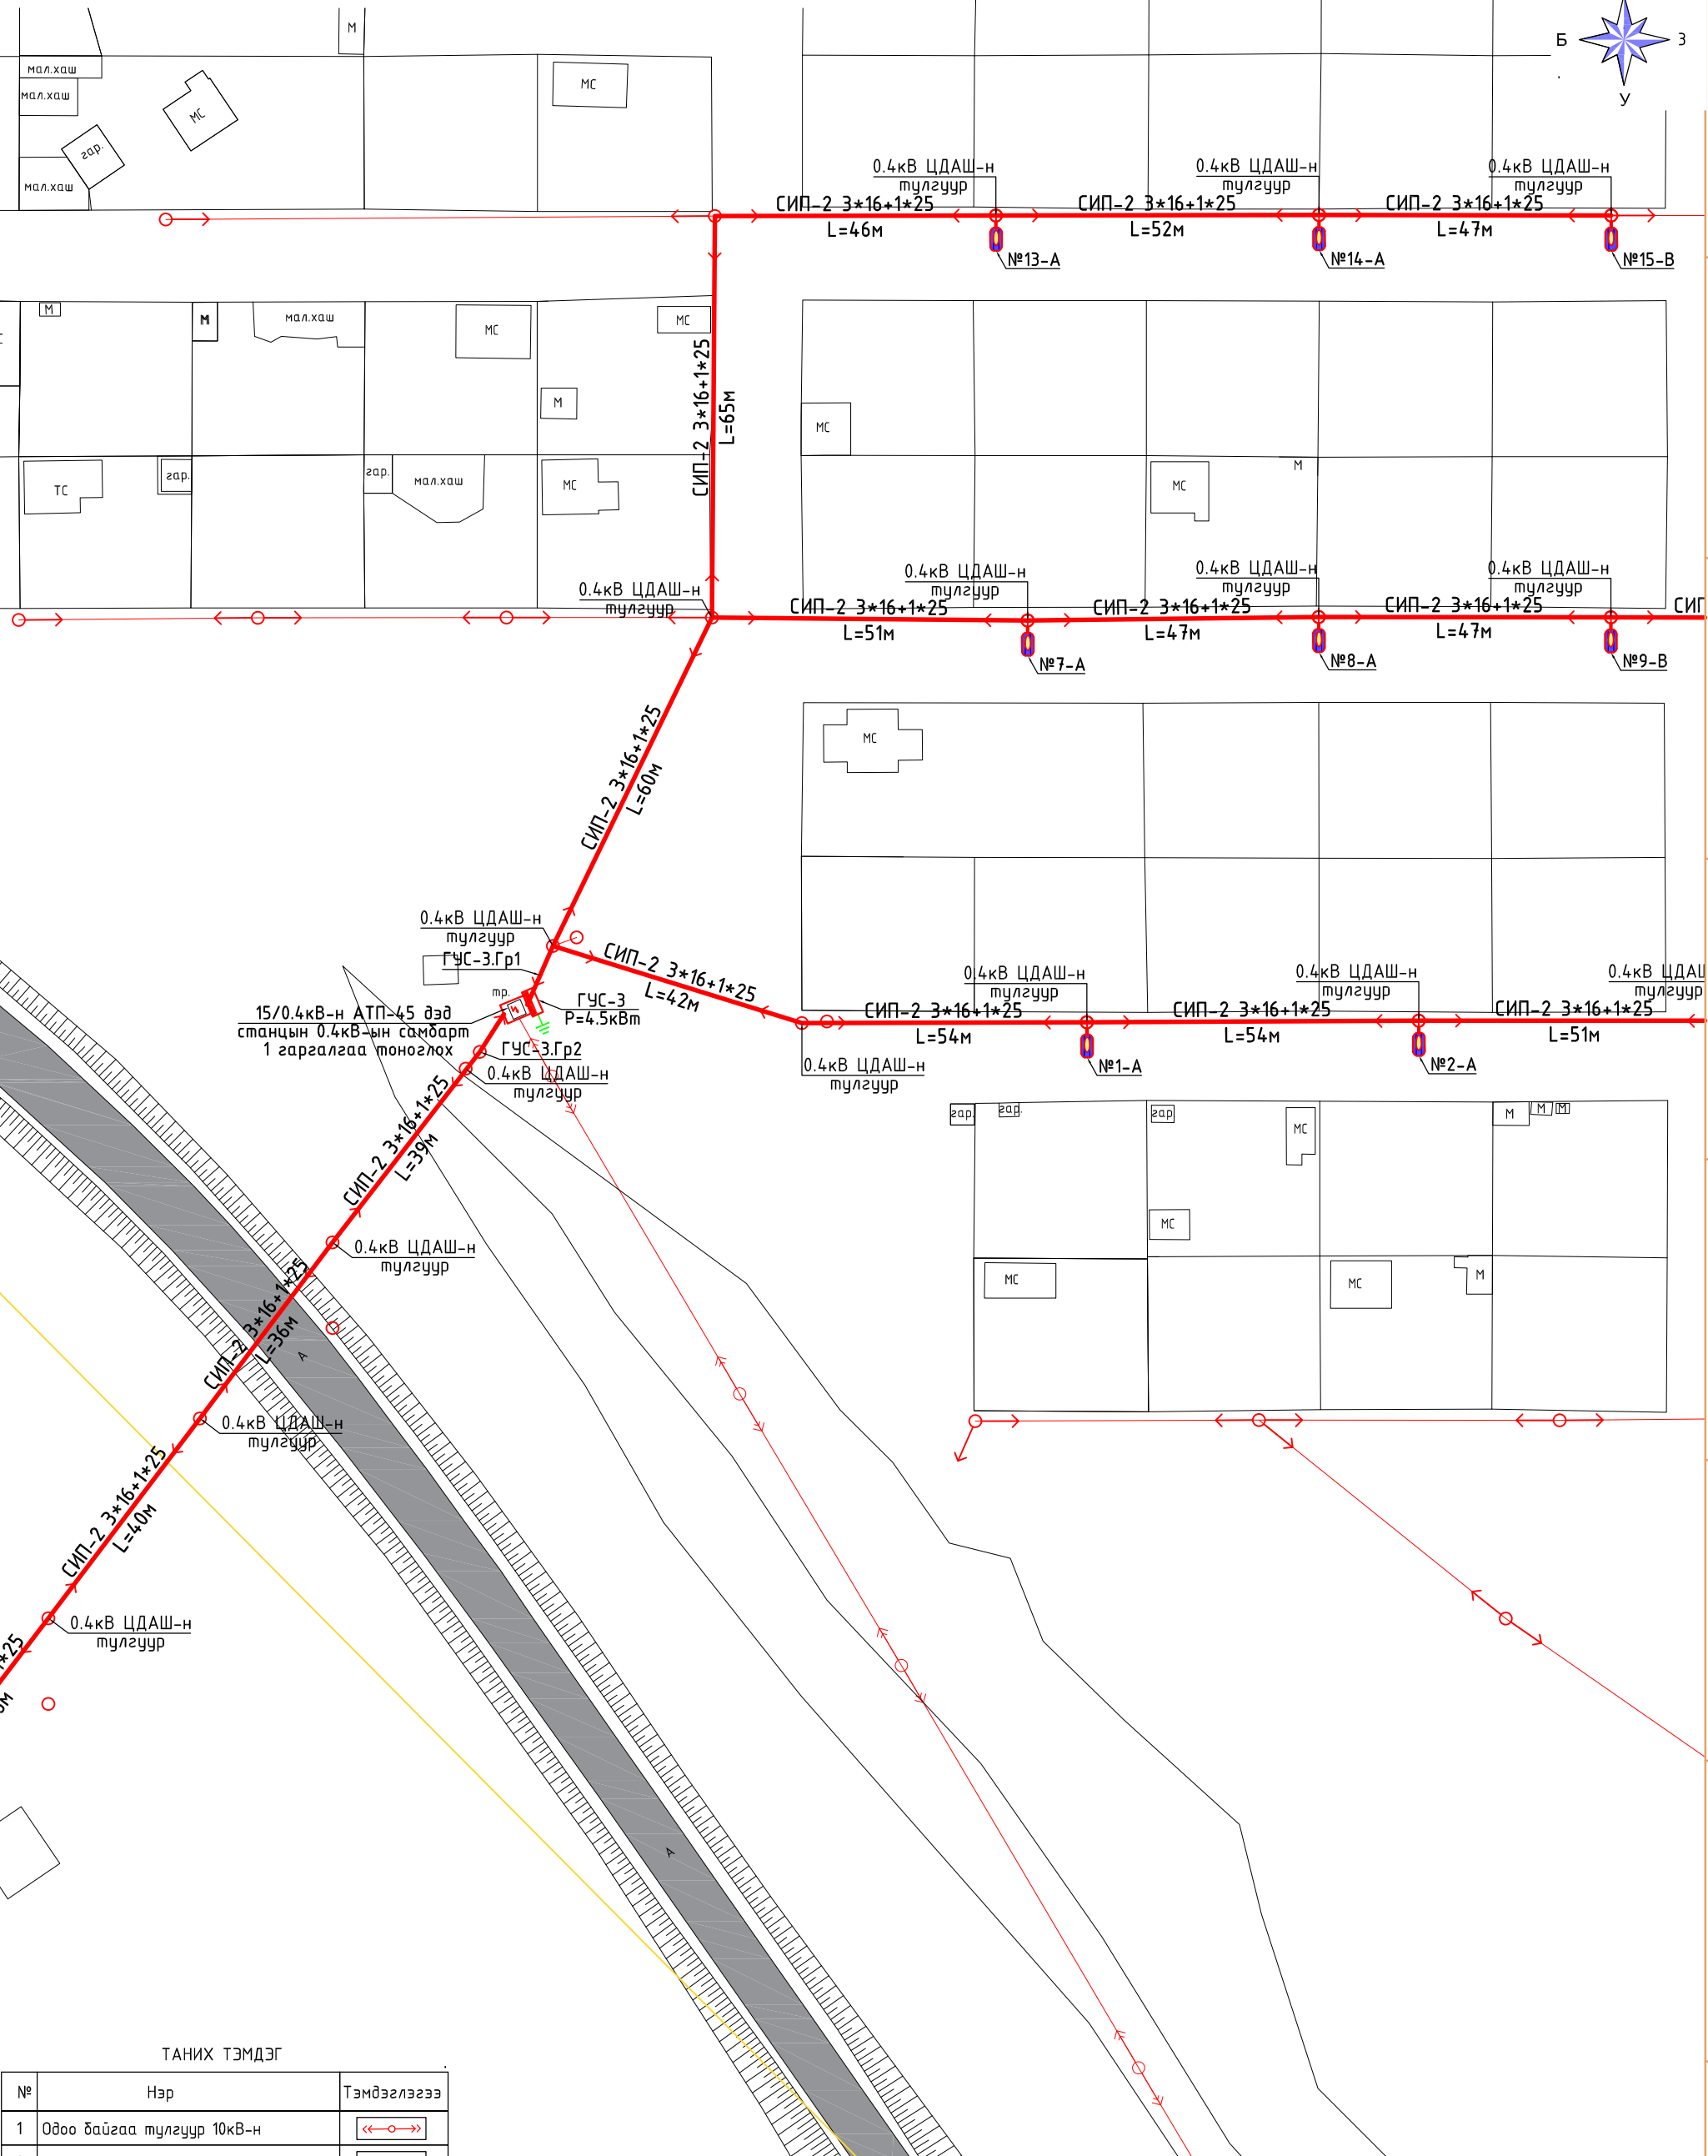 М
Б
З
У
мал.хаш
мал.хаш
МС
МС
гар.
мал.хаш
0.4кВ ЦДАШ-н
тулгуур
0.4кВ ЦДАШ-н
тулгуур
0.4кВ ЦДАШ-н
тулгуур
СИП-2 3*16+1*25
L=46м
СИП-2 3*16+1*25
L=52м
СИП-2 3*16+1*25
L=47м
№13-А
№14-А
№15-В
М
М
мал.хаш
МС
МС
М
СИП-2 3*16+1*25
L=65м
МС
ТС
гар.
гар.
мал.хаш
МС
МС
М
0.4кВ ЦДАШ-н
тулгуур
0.4кВ ЦДАШ-н
тулгуур
0.4кВ ЦДАШ-н
тулгуур
0.4кВ ЦДАШ-н
тулгуур
СИП-2 3*16+1*25
L=51м
СИП-2 3*16+1*25
L=47м
СИП-2 3*16+1*25
L=47м
СИП
№7-А
№8-А
№9-В
СИП-2 3*16+1*25
L=60м
МС
0.4кВ ЦДАШ-н
тулгуур
ГУС-3.Гр1
СИП-2 3*16+1*25
L=42м
тр.
ГУС-3
Р=4.5кВт
15/0.4кВ-н АТП-45 дэд
станцын 0.4кВ-ын самбарт
1 гаргалгаа тоноглох
ГУС-3.Гр2
0.4кВ ЦДАШ-н
тулгуур
0.4кВ ЦДАШ-н
тулгуур
0.4кВ ЦДАШ-н
тулгуур
0.4кВ ЦДАШ
тулгуур
СИП-2 3*16+1*25
L=54м
СИП-2 3*16+1*25
L=54м
СИП-2 3*16+1*25
L=51м
0.4кВ ЦДАШ-н
тулгуур
№1-А
№2-А
гар.
гар.
гар
МС
М
М
М
МС
МС
МС
М
СИП-2 3*16+1*25
L=39м
0.4кВ ЦДАШ-н
тулгуур
СИП-2 3*16+1*25
L=36м
А
0.4кВ ЦДАШ-н
тулгуур
СИП-2 3*16+1*25
L=40м
0.4кВ ЦДАШ-н
тулгуур
*25
м
А
ТАНИХ ТЭМДЭГ
№ Нэр Тэмдэглэгээ
1 Одоо байгаа тулгуур 10кВ-н